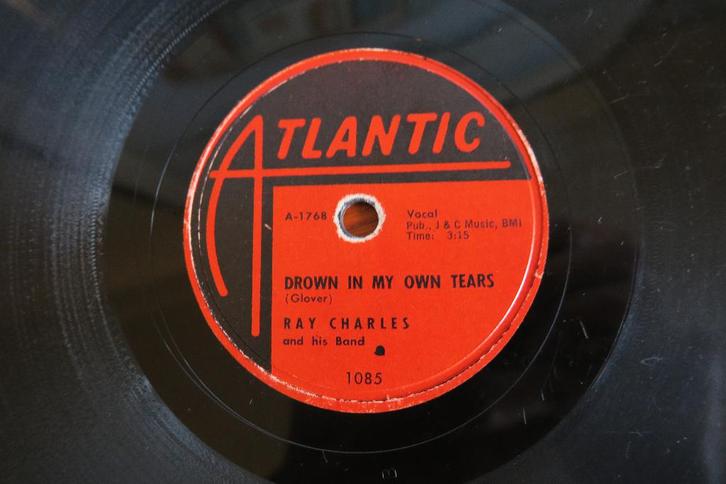 ATLANTIC
A-1768
Vocal
Pub., J & C Music, BMI
Time: 3:15
DROWN IN MY OWN TEARS
(Glover)
RAY CHARLES
and his Band
1085